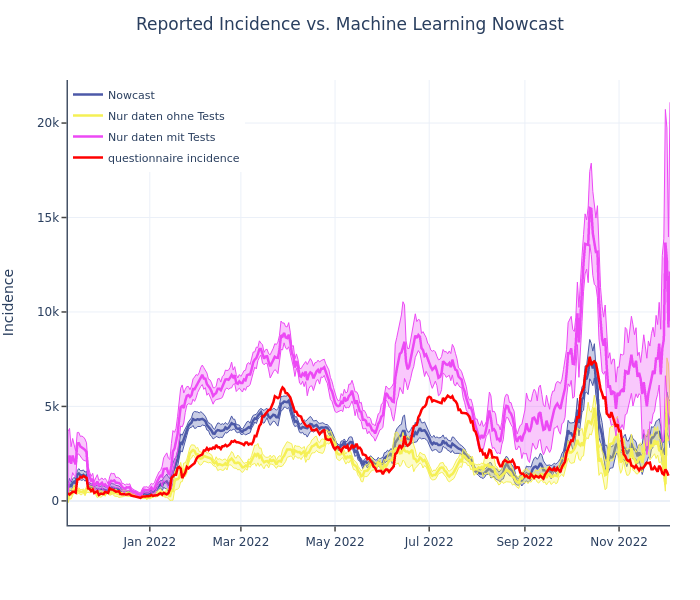 Reported Incidence vs. Machine Learning Nowcast
Nowcast
Nur daten ohne Tests
Nur daten mit Tests
questionnaire incidence
Incidence
20k
15k
10k
5k
0
Jan 2022
Mar 2022
May 2022
Jul 2022
Sep 2022
Nov 2022